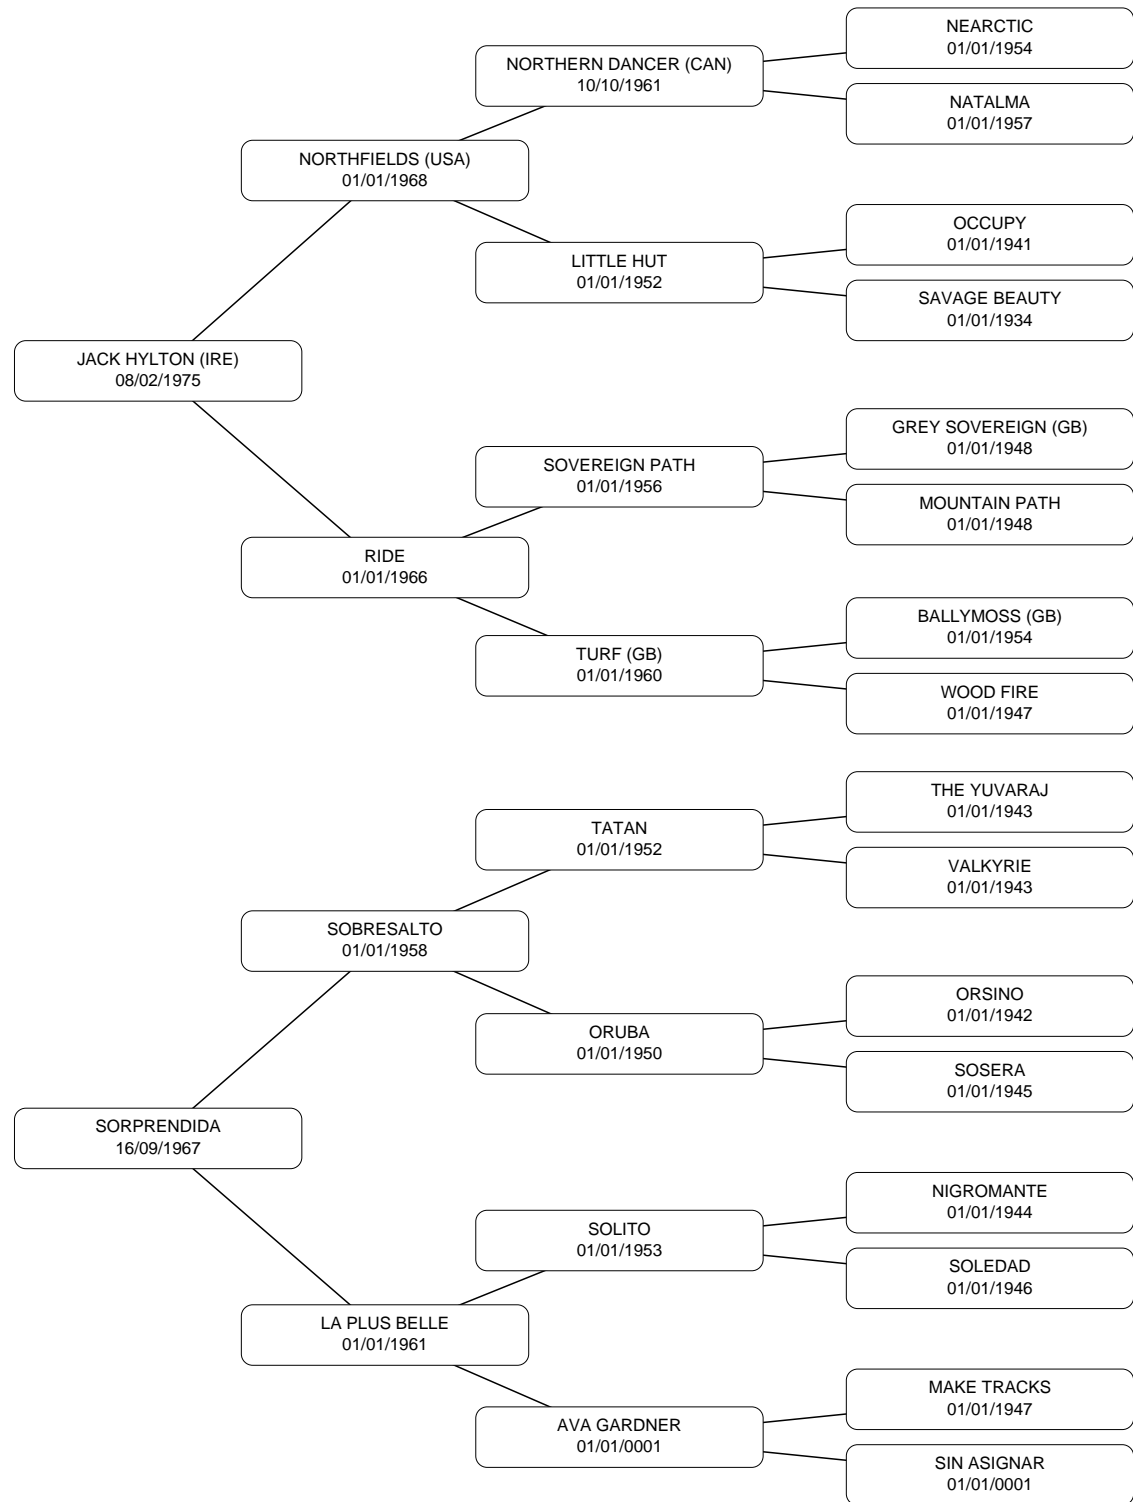 NEARCTIC
01/01/1954
NORTHERN DANCER (CAN)
10/10/1961
NATALMA
01/01/1957
NORTHFIELDS (USA)
01/01/1968
OCCUPY
01/01/1941
LITTLE HUT
01/01/1952
SAVAGE BEAUTY
01/01/1934
JACK HYLTON (IRE)
08/02/1975
GREY SOVEREIGN (GB)
01/01/1948
SOVEREIGN PATH
01/01/1956
MOUNTAIN PATH
01/01/1948
RIDE
01/01/1966
BALLYMOSS (GB)
01/01/1954
TURF (GB)
01/01/1960
WOOD FIRE
01/01/1947
THE YUVARAJ
01/01/1943
TATAN
01/01/1952
VALKYRIE
01/01/1943
SOBRESALTO
01/01/1958
ORSINO
01/01/1942
ORUBA
01/01/1950
SOSERA
01/01/1945
SORPRENDIDA
16/09/1967
NIGROMANTE
01/01/1944
SOLITO
01/01/1953
SOLEDAD
01/01/1946
LA PLUS BELLE
01/01/1961
MAKE TRACKS
01/01/1947
AVA GARDNER
01/01/0001
SIN ASIGNAR
01/01/0001